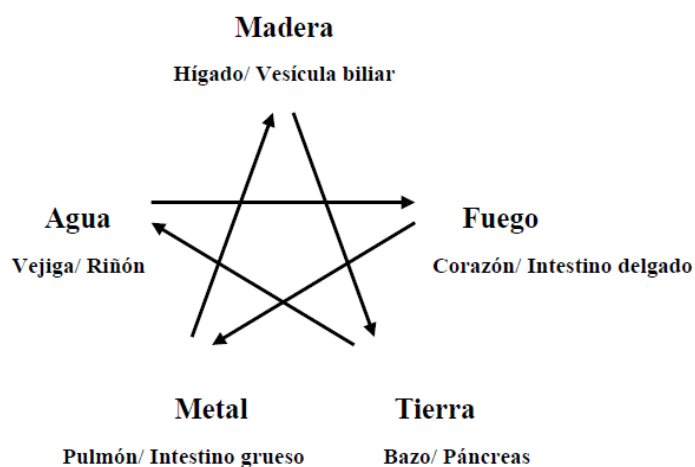 Madera
Hígado/ Vesícula biliar
Agua
Vejiga/ Riñón
Fuego
Corazón/ Intestino delgado
Metal
Pulmón/ Intestino grueso
Tierra
Bazo/ Páncreas